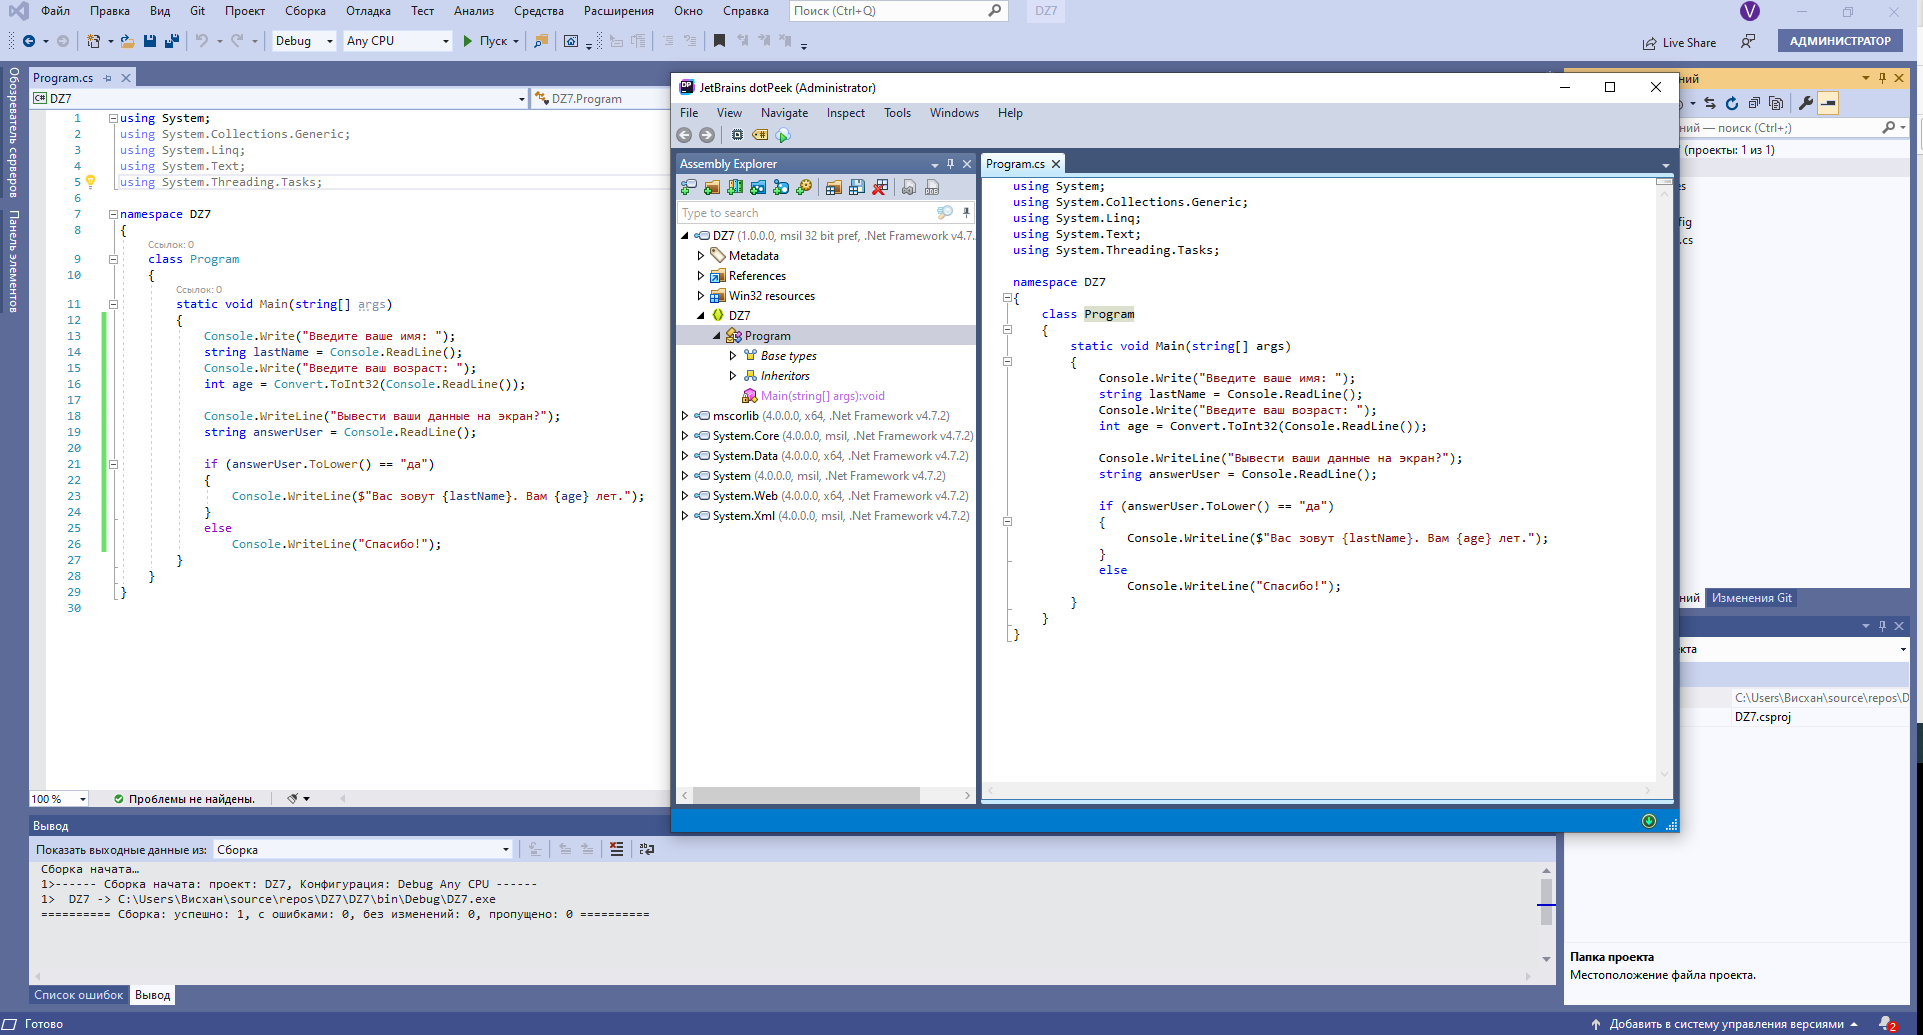 Файл Правка Вид Git Проект Сборка Отладка Тест Анализ Средства Расширения Окно Справка Поиск (Ctrl+Q) DZ7 V
Debug Any CPU Пуск Live Share АДМИНИСТРАТОР
Обозреватель серверов
Панель элементов
Program.cs
DZ7 DZ7.Program
1 using System;
2 using System.Collections.Generic;
3 using System.Linq;
4 using System.Text;
5 using System.Threading.Tasks;
6
7 namespace DZ7
8 {
Ссылок: 0
9 class Program
10 {
Ссылок: 0
11 static void Main(string[] args)
12 {
13 Console.Write("Введите ваше имя: ");
14 string lastName = Console.ReadLine();
15 Console.Write("Введите ваш возраст: ");
16 int age = Convert.ToInt32(Console.ReadLine());
17
18 Console.WriteLine("Вывести ваши данные на экран?");
19 string answerUser = Console.ReadLine();
20
21 if (answerUser.ToLower() == "да")
22 {
23 Console.WriteLine($"Вас зовут {lastName}. Вам {age} лет.");
24 }
25 else
26 Console.WriteLine("Спасибо!");
27 }
28 }
29 }
30
100 % Проблемы не найдены.
JetBrains dotPeek (Administrator)
File View Navigate Inspect Tools Windows Help
Assembly Explorer
Type to search
DZ7 (1.0.0.0, msil 32 bit pref, .Net Framework v4.7.
Metadata
References
Win32 resources
DZ7
Program
Base types
Inheritors
Main(string[] args):void
mscorlib (4.0.0.0, x64, .Net Framework v4.7.2)
System.Core (4.0.0.0, msil, .Net Framework v4.7.2)
System.Data (4.0.0.0, x64, .Net Framework v4.7.2)
System (4.0.0.0, msil, .Net Framework v4.7.2)
System.Web (4.0.0.0, x64, .Net Framework v4.7.2)
System.Xml (4.0.0.0, msil, .Net Framework v4.7.2)
Program.cs
using System;
using System.Collections.Generic;
using System.Linq;
using System.Text;
using System.Threading.Tasks;
namespace DZ7
{
class Program
{
static void Main(string[] args)
{
Console.Write("Введите ваше имя: ");
string lastName = Console.ReadLine();
Console.Write("Введите ваш возраст: ");
int age = Convert.ToInt32(Console.ReadLine());
Console.WriteLine("Вывести ваши данные на экран?");
string answerUser = Console.ReadLine();
if (answerUser.ToLower() == "да")
{
Console.WriteLine($"Вас зовут {lastName}. Вам {age} лет.");
}
else
Console.WriteLine("Спасибо!");
}
}
}
ний
ний — поиск (Ctrl+;)
(проекты: 1 из 1)
es
fig
.cs
ний Изменения Git
кта
C:\Users\Висхан\source\repos\D
DZ7.csproj
Папка проекта
Местоположение файла проекта.
Вывод
Показать выходные данные из: Сборка
Сборка начата…
1>------ Сборка начата: проект: DZ7, Конфигурация: Debug Any CPU ------
1> DZ7 -> C:\Users\Висхан\source\repos\DZ7\DZ7\bin\Debug\DZ7.exe
========== Сборка: успешно: 1, с ошибками: 0, без изменений: 0, пропущено: 0 ==========
Список ошибок Вывод
Готово Добавить в систему управления версиями 2